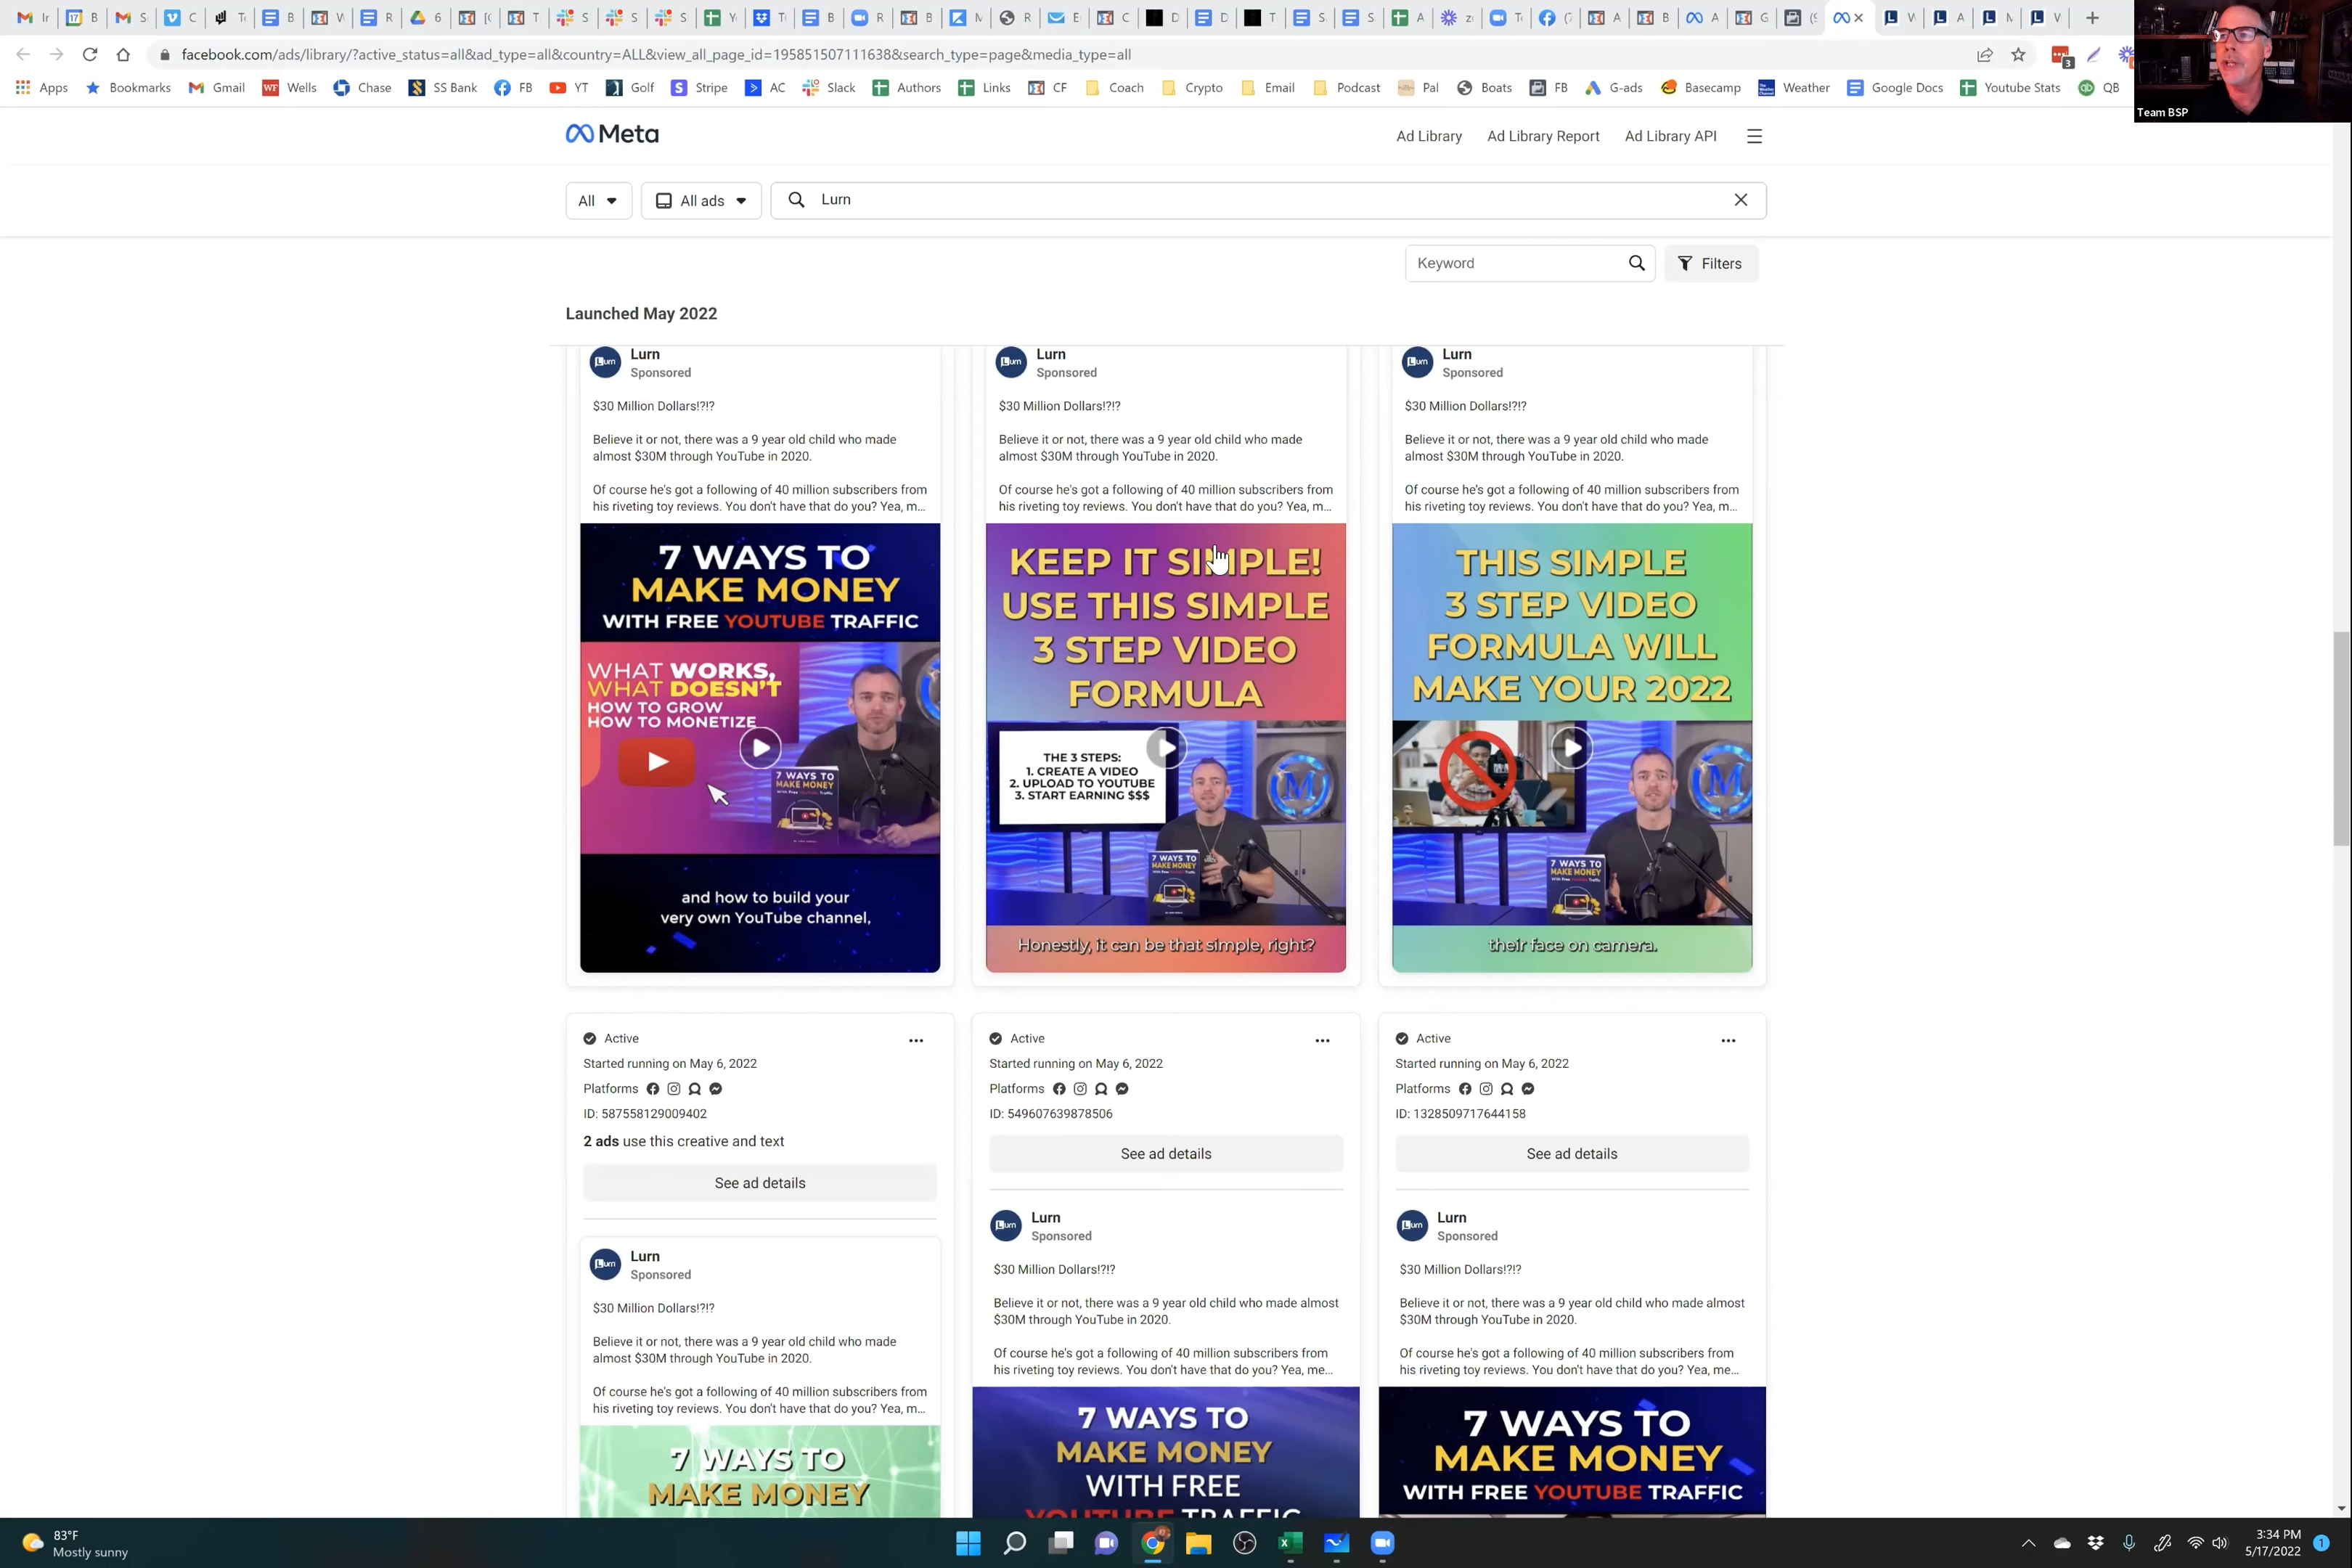 facebook.com/ads/library/?active_status=all&ad_type=all&country=ALL&view_all_page_id=195851507111638&search_type=page&media_type=all
Apps Bookmarks Gmail Wells Chase SS Bank FB YT Golf Stripe AC Slack Authors Links CF Coach Crypto Email Podcast Pal Boats FB G-ads Basecamp Weather Google Docs Youtube Stats QB
Team BSP
Meta
Ad Library Ad Library Report Ad Library API
All All ads Lurn
Keyword Filters
Launched May 2022
Lurn
Sponsored
$30 Million Dollars!?!?
Believe it or not, there was a 9 year old child who made
almost $30M through YouTube in 2020.
Of course he's got a following of 40 million subscribers from
his riveting toy reviews. You don't have that do you? Yea, m...
7 WAYS TO
MAKE MONEY
WITH FREE YOUTUBE TRAFFIC
WHAT WORKS,
WHAT DOESN'T
HOW TO GROW
HOW TO MONETIZE
7 WAYS TO
MAKE MONEY
and how to build your
very own YouTube channel,
Lurn
Sponsored
$30 Million Dollars!?!?
Believe it or not, there was a 9 year old child who made
almost $30M through YouTube in 2020.
Of course he's got a following of 40 million subscribers from
his riveting toy reviews. You don't have that do you? Yea, m...
KEEP IT SIMPLE!
USE THIS SIMPLE
3 STEP VIDEO
FORMULA
THE 3 STEPS:
1. CREATE A VIDEO
2. UPLOAD TO YOUTUBE
3. START EARNING $$$
7 WAYS TO
MAKE MONEY
Honestly, it can be that simple, right?
Lurn
Sponsored
$30 Million Dollars!?!?
Believe it or not, there was a 9 year old child who made
almost $30M through YouTube in 2020.
Of course he's got a following of 40 million subscribers from
his riveting toy reviews. You don't have that do you? Yea, m...
THIS SIMPLE
3 STEP VIDEO
FORMULA WILL
MAKE YOUR 2022
7 WAYS TO
MAKE MONEY
their face on camera.
Active
Started running on May 6, 2022
Platforms
ID: 587558129009402
2 ads use this creative and text
See ad details
Lurn
Sponsored
$30 Million Dollars!?!?
Believe it or not, there was a 9 year old child who made
almost $30M through YouTube in 2020.
Of course he's got a following of 40 million subscribers from
his riveting toy reviews. You don't have that do you? Yea, m...
7 WAYS TO
MAKE MONEY
Active
Started running on May 6, 2022
Platforms
ID: 549607639878506
See ad details
Lurn
Sponsored
$30 Million Dollars!?!?
Believe it or not, there was a 9 year old child who made almost
$30M through YouTube in 2020.
Of course he's got a following of 40 million subscribers from
his riveting toy reviews. You don't have that do you? Yea, me...
7 WAYS TO
MAKE MONEY
WITH FREE
YOUTUBE TRAFFIC
Active
Started running on May 6, 2022
Platforms
ID: 1328509717644158
See ad details
Lurn
Sponsored
$30 Million Dollars!?!?
Believe it or not, there was a 9 year old child who made almost
$30M through YouTube in 2020.
Of course he's got a following of 40 million subscribers from
his riveting toy reviews. You don't have that do you? Yea, me...
7 WAYS TO
MAKE MONEY
WITH FREE YOUTUBE TRAFFIC
83°F
Mostly sunny
3:34 PM
5/17/2022